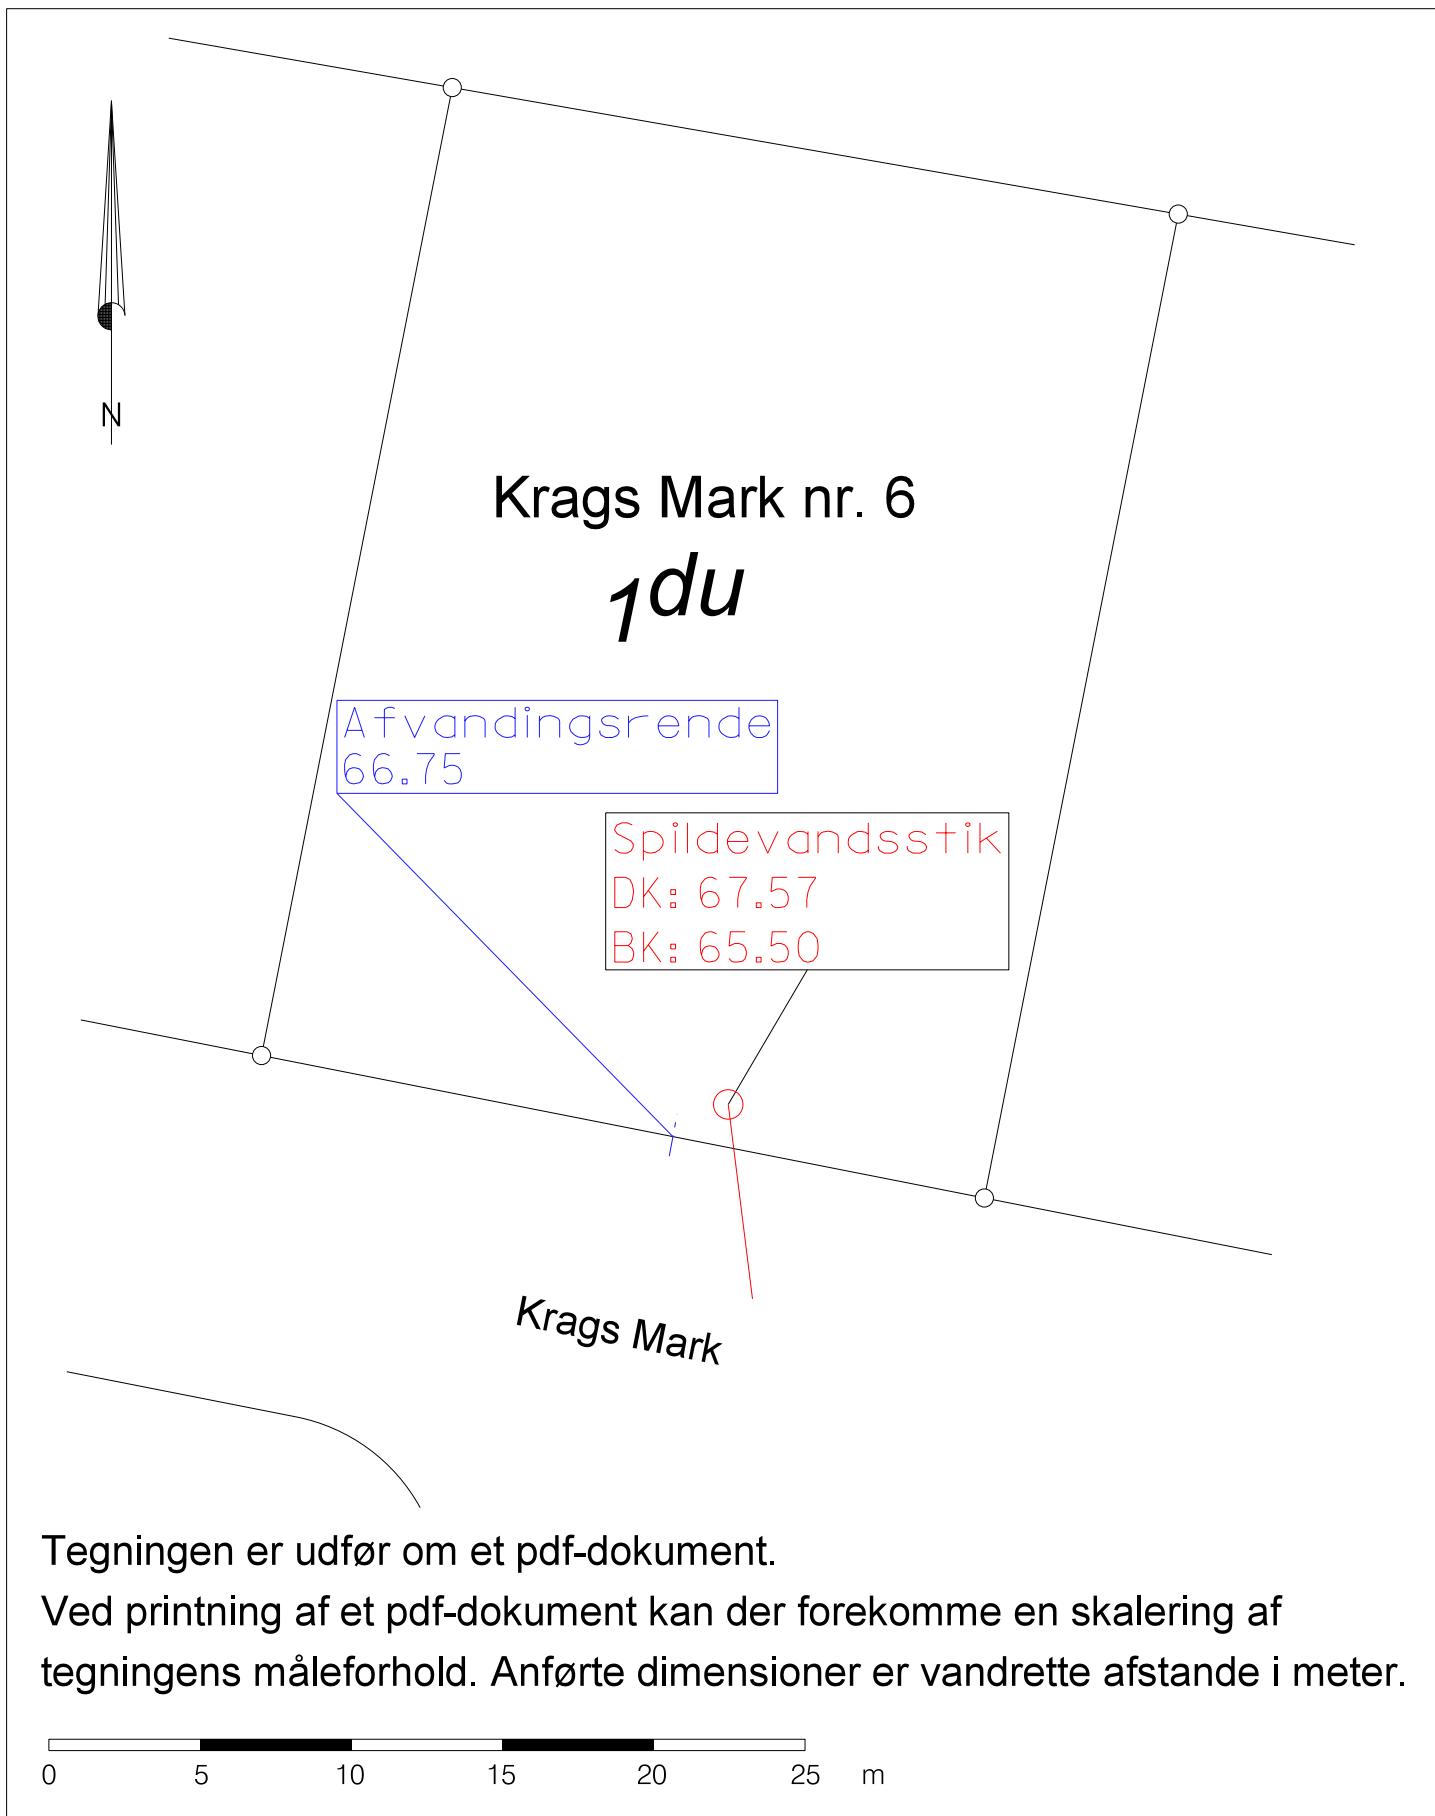 N
Krags Mark nr. 6
1du
Afvandingsrende
66.75
Spildevandsstik
DK: 67.57
BK: 65.50
Krags Mark
Tegningen er udfør om et pdf-dokument.
Ved printning af et pdf-dokument kan der forekomme en skalering af
tegningens måleforhold. Anførte dimensioner er vandrette afstande i meter.
0 5 10 15 20 25 m